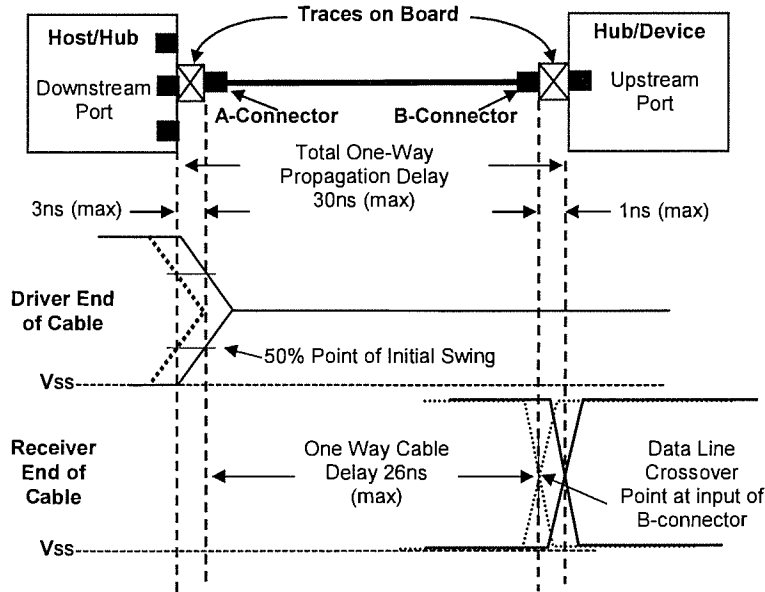 Traces on Board
Host/Hub
Hub/Device
Downstream
Port
Upstream
Port
A-Connector
B-Connector
Total One-Way
Propagation Delay
30ns (max)
3ns (max)
1ns (max)
Driver End
of Cable
50% Point of Initial Swing
Vss
Receiver
End of
Cable
One Way Cable
Delay 26ns
(max)
Data Line
Crossover
Point at input of
B-connector
Vss